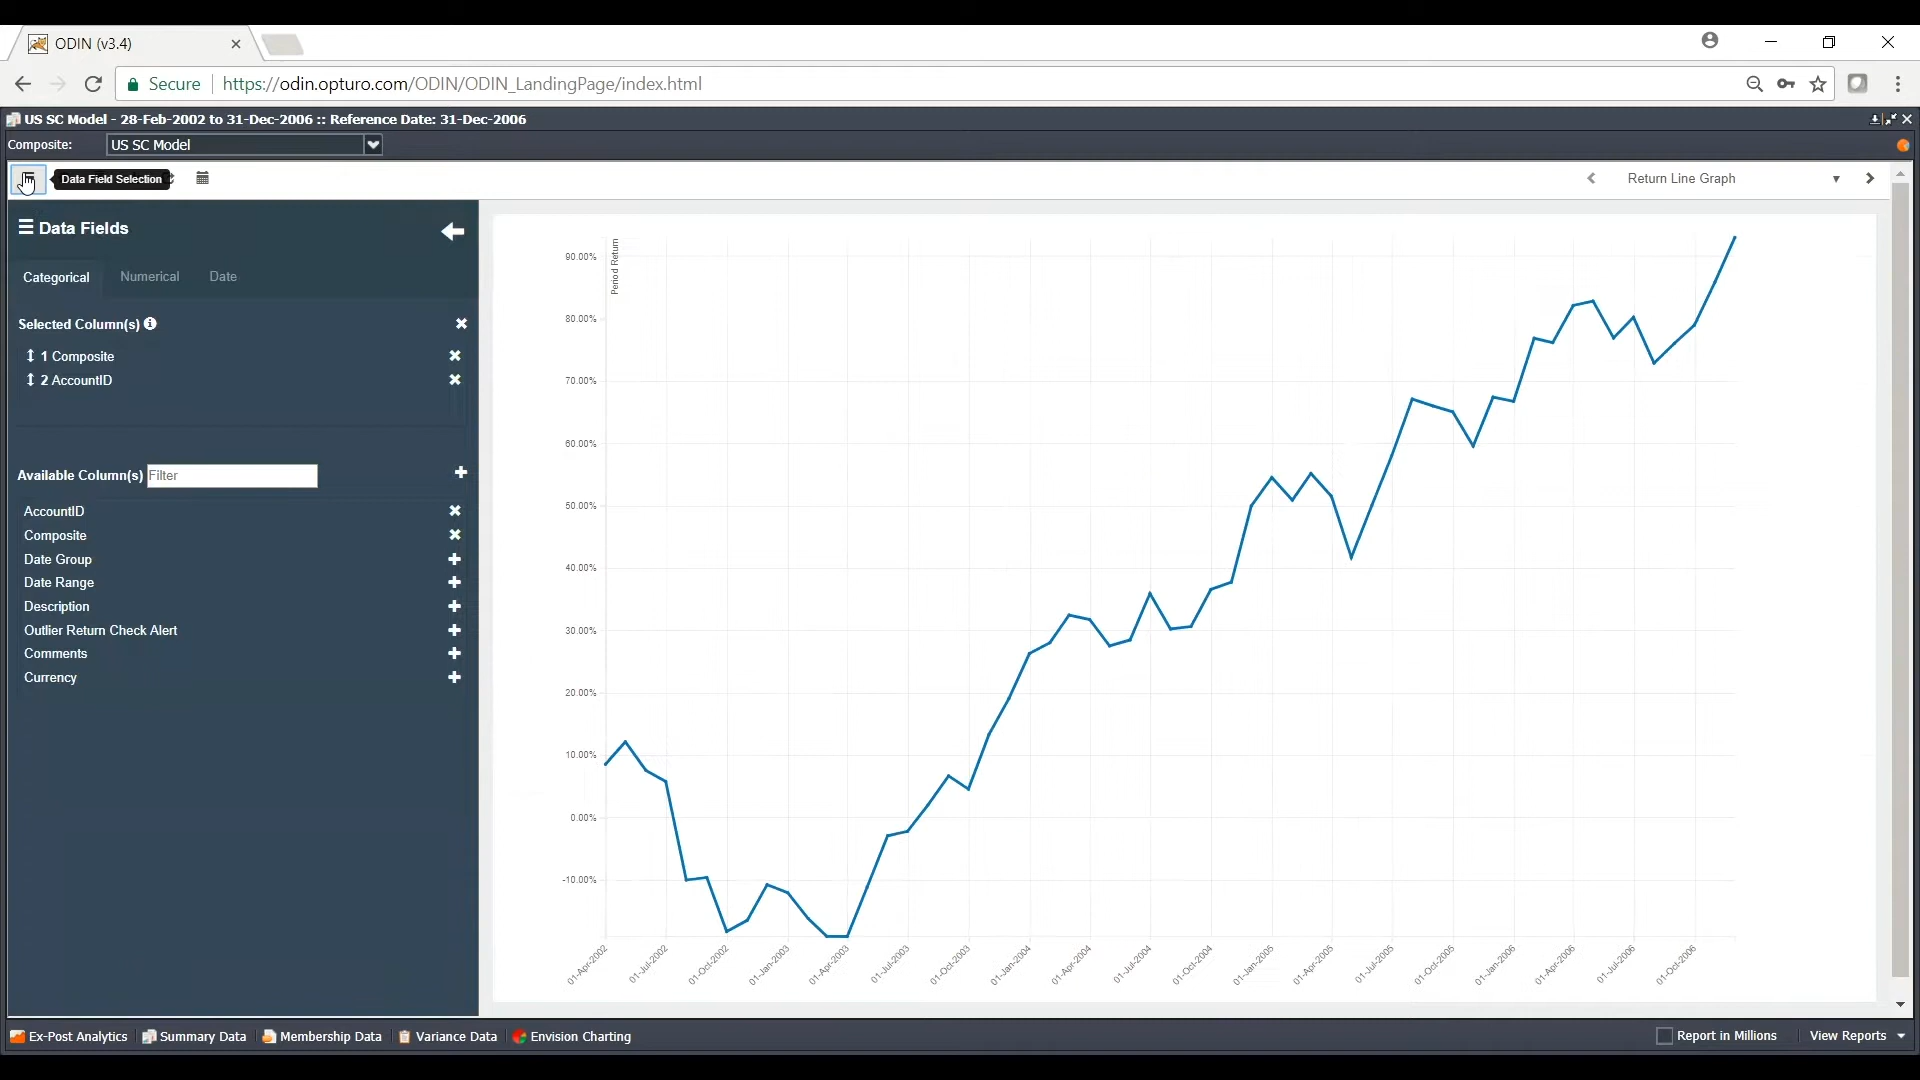 ODIN (v3.4)
Secure https://odin.opturo.com/ODIN/ODIN_LandingPage/index.html
US SC Model - 28-Feb-2002 to 31-Dec-2006 :: Reference Date: 31-Dec-2006
Composite: US SC Model
Data Field Selection
Return Line Graph
Data Fields
Categorical Numerical Date
Selected Column(s)
1 Composite
2 AccountID
Available Column(s) Filter
AccountID
Composite
Date Group
Date Range
Description
Outlier Return Check Alert
Comments
Currency
Period Return
90.00%
80.00%
70.00%
60.00%
50.00%
40.00%
30.00%
20.00%
10.00%
0.00%
-10.00%
01-Apr-2002
01-Jul-2002
01-Oct-2002
01-Jan-2003
01-Apr-2003
01-Jul-2003
01-Oct-2003
01-Jan-2004
01-Apr-2004
01-Jul-2004
01-Oct-2004
01-Jan-2005
01-Apr-2005
01-Jul-2005
01-Oct-2005
01-Jan-2006
01-Apr-2006
01-Jul-2006
01-Oct-2006
Ex-Post Analytics Summary Data Membership Data Variance Data Envision Charting Report in Millions View Reports